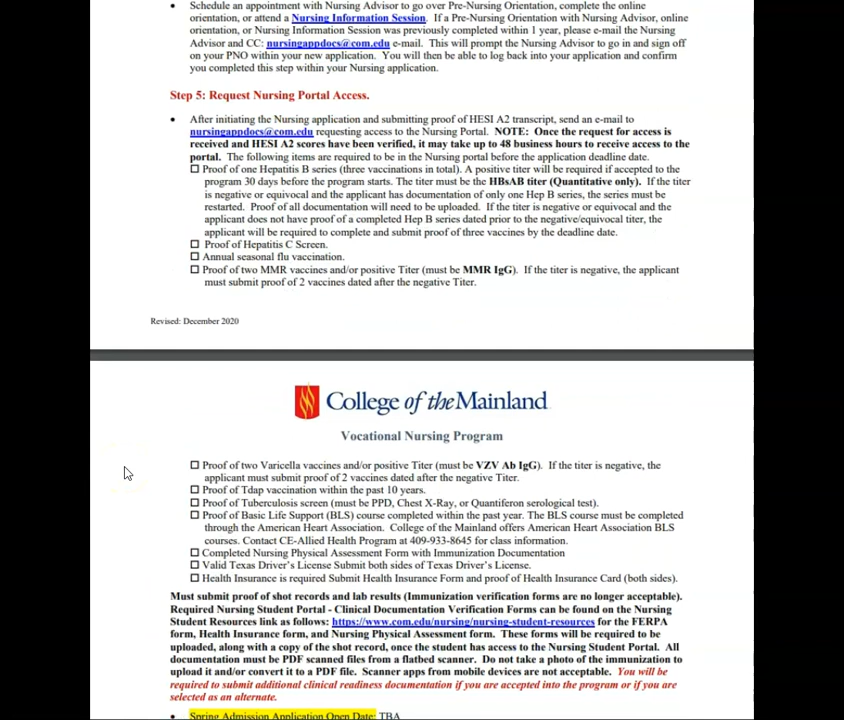 • Schedule an appointment with Nursing Advisor to go over Pre-Nursing Orientation, complete the online
orientation, or attend a Nursing Information Session. If a Pre-Nursing Orientation with Nursing Advisor, online
orientation, or Nursing Information Session was previously completed within 1 year, please e-mail the Nursing
Advisor and CC: nursingappdocs@com.edu e-mail. This will prompt the Nursing Advisor to go in and sign off
on your PNO within your new application. You will then be able to log back into your application and confirm
you completed this step within your Nursing application.
Step 5: Request Nursing Portal Access.
• After initiating the Nursing application and submitting proof of HESI A2 transcript, send an e-mail to
nursingappdocs@com.edu requesting access to the Nursing Portal. NOTE: Once the request for access is
received and HESI A2 scores have been verified, it may take up to 48 business hours to receive access to the
portal. The following items are required to be in the Nursing portal before the application deadline date.
☐ Proof of one Hepatitis B series (three vaccinations in total). A positive titer will be required if accepted to the
program 30 days before the program starts. The titer must be the HBsAB titer (Quantitative only). If the titer
is negative or equivocal and the applicant has documentation of only one Hep B series, the series must be
restarted. Proof of all documentation will need to be uploaded. If the titer is negative or equivocal and the
applicant does not have proof of a completed Hep B series dated prior to the negative/equivocal titer, the
applicant will be required to complete and submit proof of three vaccines by the deadline date.
☐ Proof of Hepatitis C Screen.
☐ Annual seasonal flu vaccination.
☐ Proof of two MMR vaccines and/or positive Titer (must be MMR IgG). If the titer is negative, the applicant
must submit proof of 2 vaccines dated after the negative Titer.
Revised: December 2020
College of the Mainland
Vocational Nursing Program
☐ Proof of two Varicella vaccines and/or positive Titer (must be VZV Ab IgG). If the titer is negative, the
applicant must submit proof of 2 vaccines dated after the negative Titer.
☐ Proof of Tdap vaccination within the past 10 years.
☐ Proof of Tuberculosis screen (must be PPD, Chest X-Ray, or Quantiferon serological test).
☐ Proof of Basic Life Support (BLS) course completed within the past year. The BLS course must be completed
through the American Heart Association. College of the Mainland offers American Heart Association BLS
courses. Contact CE-Allied Health Program at 409-933-8645 for class information.
☐ Completed Nursing Physical Assessment Form with Immunization Documentation
☐ Valid Texas Driver's License Submit both sides of Texas Driver's License.
☐ Health Insurance is required Submit Health Insurance Form and proof of Health Insurance Card (both sides).
Must submit proof of shot records and lab results (Immunization verification forms are no longer acceptable).
Required Nursing Student Portal - Clinical Documentation Verification Forms can be found on the Nursing
Student Resources link as follows: https://www.com.edu/nursing/nursing-student-resources for the FERPA
form, Health Insurance form, and Nursing Physical Assessment form. These forms will be required to be
uploaded, along with a copy of the shot record, once the student has access to the Nursing Student Portal. All
documentation must be PDF scanned files from a flatbed scanner. Do not take a photo of the immunization to
upload it and/or convert it to a PDF file. Scanner apps from mobile devices are not acceptable. You will be
required to submit additional clinical readiness documentation if you are accepted into the program or if you are
selected as an alternate.
• Spring Admission Application Open Date: TBA